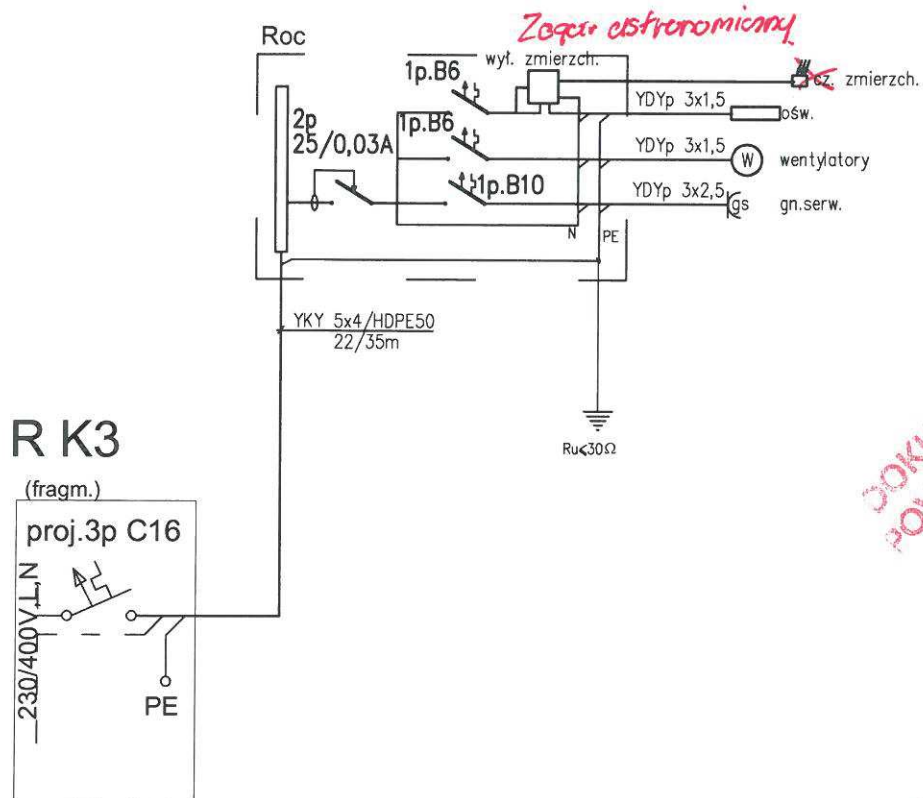 Zegar astronomiczny
Roc
wył. zmierzch.
1p.B6
cz. zmierzch.
YDYp 3x1,5
ośw.
2p
25/0,03A
1p.B6
YDYp 3x1,5
W
wentylatory
1p.B10
YDYp 3x2,5
gs
gn.serw.
N
PE
YKY 5x4/HDPE50
22/35m
Ru≤30Ω
R K3
(fragm.)
proj.3p C16
230/400V,L,N
PE